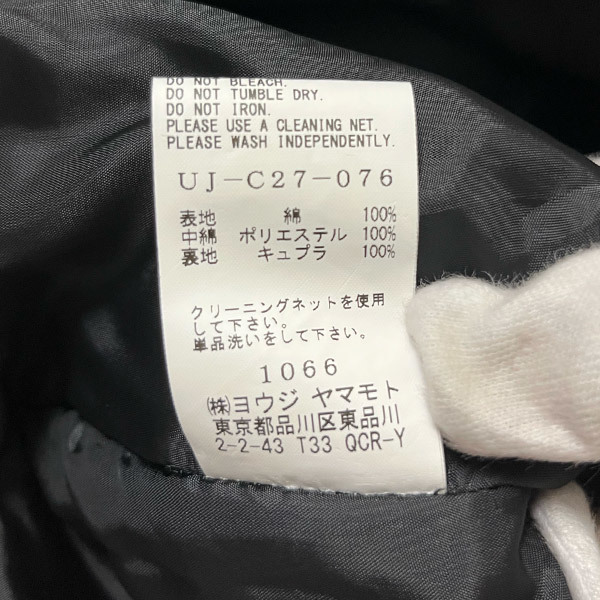 DO NOT BLEACH.
DO NOT TUMBLE DRY.
DO NOT IRON.
PLEASE USE A CLEANING NET.
PLEASE WASH INDEPENDENTLY.
UJ-C27-076
表地 綿 100%
中綿 ポリエステル 100%
裏地 キュプラ 100%
クリーニングネットを使用
して下さい。
単品洗いをして下さい。
1066
㈱ヨウジ ヤマモト
東京都品川区東品川
2-2-43 T33 QCR-Y